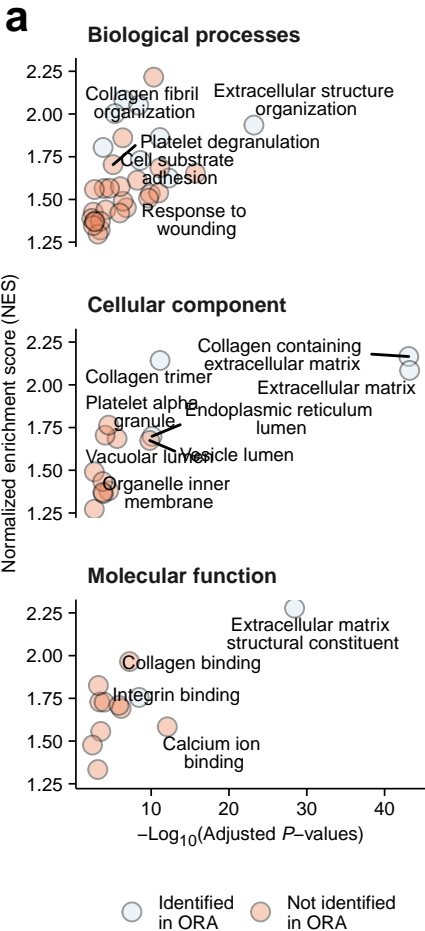 a
Biological processes
2.25
2.00
1.75
1.50
1.25
Collagen fibril
organization
Extracellular structure
organization
Platelet degranulation
Cell substrate
adhesion
Response to
wounding
Normalized enrichment score (NES)
Cellular component
2.25
2.00
1.75
1.50
1.25
Collagen containing
extracellular matrix
Extracellular matrix
Collagen trimer
Platelet alpha
granule
Endoplasmic reticulum
lumen
Vacuolar lumen
Vesicle lumen
Organelle inner
membrane
Molecular function
2.25
2.00
1.75
1.50
1.25
Extracellular matrix
structural constituent
Collagen binding
Integrin binding
Calcium ion
binding
10 20 30 40
−Log10(Adjusted P−values)
Identified
in ORA
Not identified
in ORA